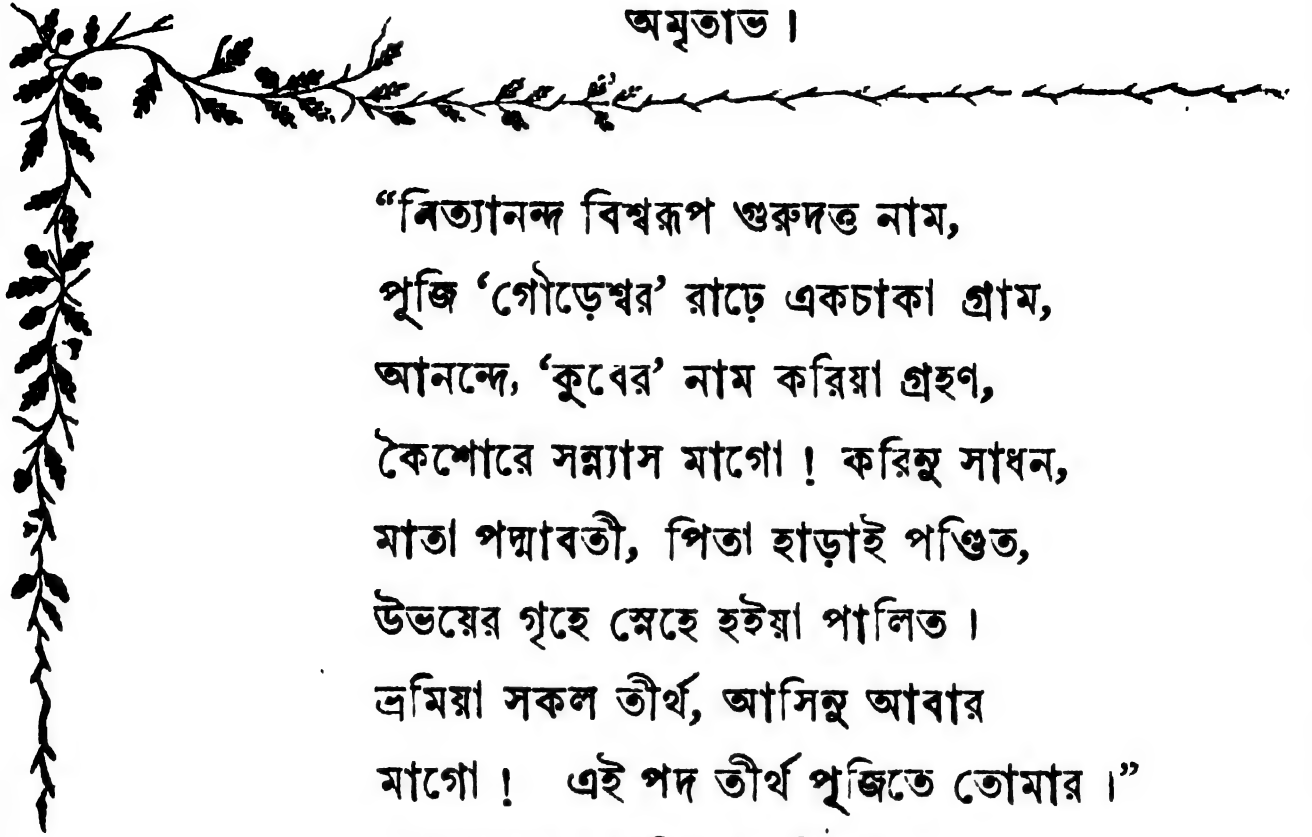 অমৃতাভ।
“নিত্যানন্দ বিশ্বরূপ গুরুদত্ত নাম,
পূজি ‘গৌড়েশ্বর’ রাঢ়ে একচাকা গ্রাম,
আনন্দে, ‘কুবের’ নাম করিয়া গ্রহণ,
কৈশোরে সন্ন্যাস মাগো ! করিনু সাধন,
মাতা পদ্মাবতী, পিতা হাড়াই পণ্ডিত,
উভয়ের গৃহে স্নেহে হইয়া পালিত।
ভ্রমিয়া সকল তীর্থ, আসিনু আবার
মাগো ! এই পদ তীর্থ পূজিতে তোমার।”